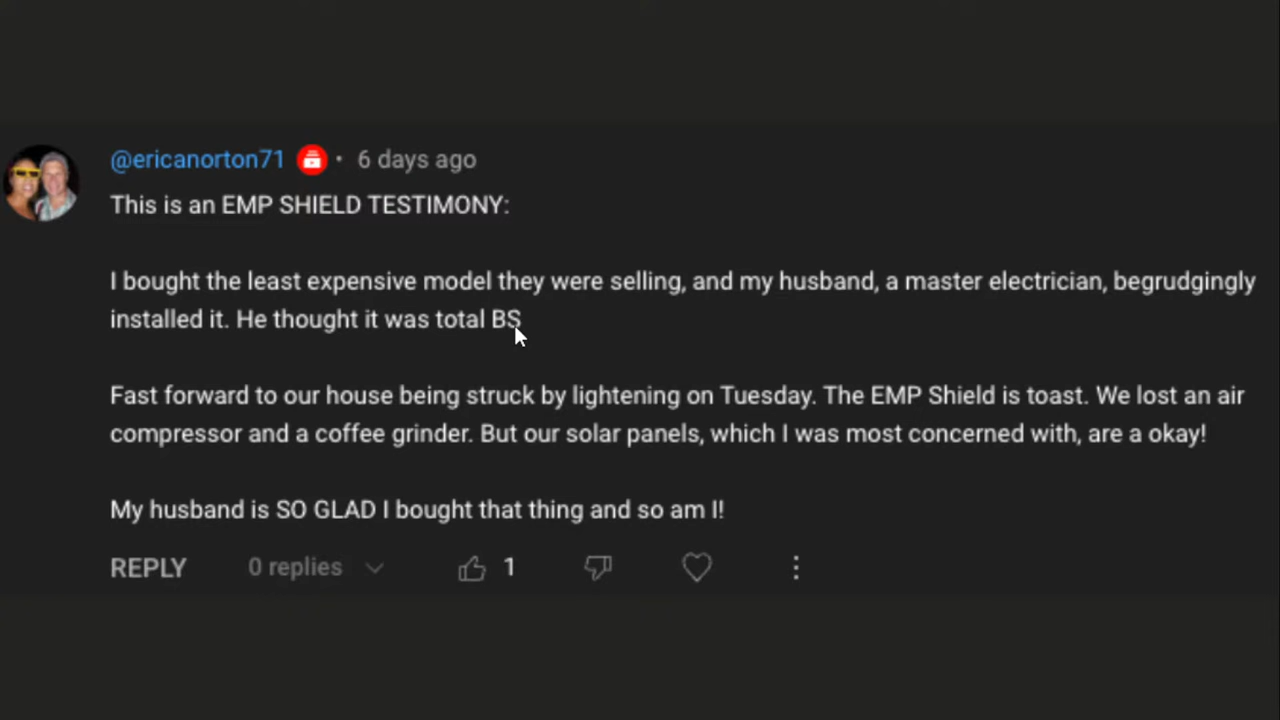 @ericanorton71 · 6 days ago
This is an EMP SHIELD TESTIMONY:
I bought the least expensive model they were selling, and my husband, a master electrician, begrudgingly
installed it. He thought it was total BS
Fast forward to our house being struck by lightening on Tuesday. The EMP Shield is toast. We lost an air
compressor and a coffee grinder. But our solar panels, which I was most concerned with, are a okay!
My husband is SO GLAD I bought that thing and so am I!
REPLY 0 replies 1